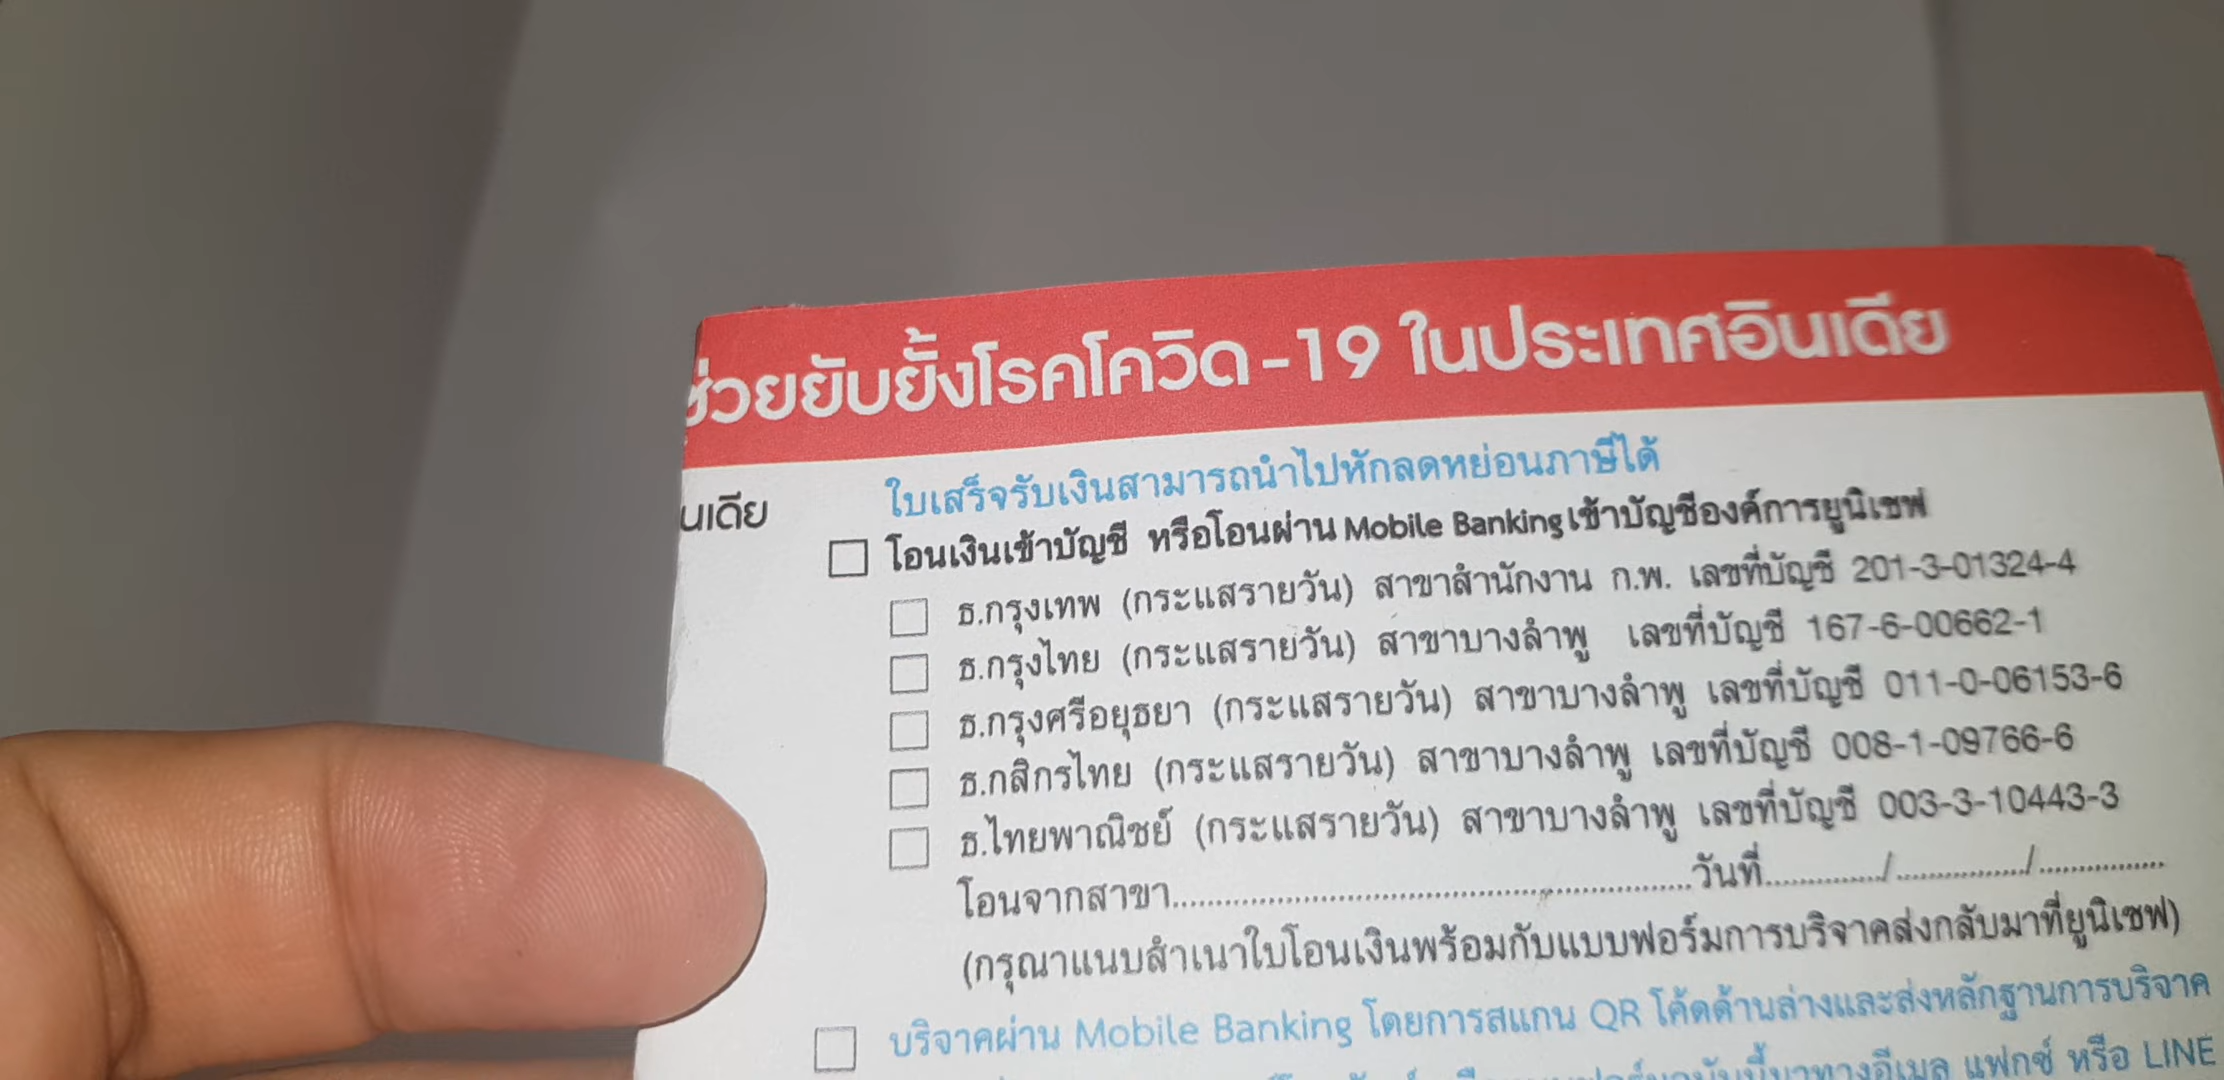 ช่วยยับยั้งโรคโควิด-19 ในประเทศอินเดีย
นเดีย
ใบเสร็จรับเงินสามารถนำไปหักลดหย่อนภาษีได้
โอนเงินเข้าบัญชี หรือโอนผ่าน Mobile Banking เข้าบัญชีองค์การยูนิเซฟ
ธ.กรุงเทพ (กระแสรายวัน) สาขาสำนักงาน ก.พ. เลขที่บัญชี 201-3-01324-4
ธ.กรุงไทย (กระแสรายวัน) สาขาบางลำพู เลขที่บัญชี 167-6-00662-1
ธ.กรุงศรีอยุธยา (กระแสรายวัน) สาขาบางลำพู เลขที่บัญชี 011-0-06153-6
ธ.กสิกรไทย (กระแสรายวัน) สาขาบางลำพู เลขที่บัญชี 008-1-09766-6
ธ.ไทยพาณิชย์ (กระแสรายวัน) สาขาบางลำพู เลขที่บัญชี 003-3-10443-3
โอนจากสาขา..........................................................วันที่............../................/................
(กรุณาแนบสำเนาใบโอนเงินพร้อมกับแบบฟอร์มการบริจาคส่งกลับมาที่ยูนิเซฟ)
บริจาคผ่าน Mobile Banking โดยการสแกน QR โค้ดด้านล่างและส่งหลักฐานการบริจาค
มาทางอีเมล แฟกซ์ หรือ LINE